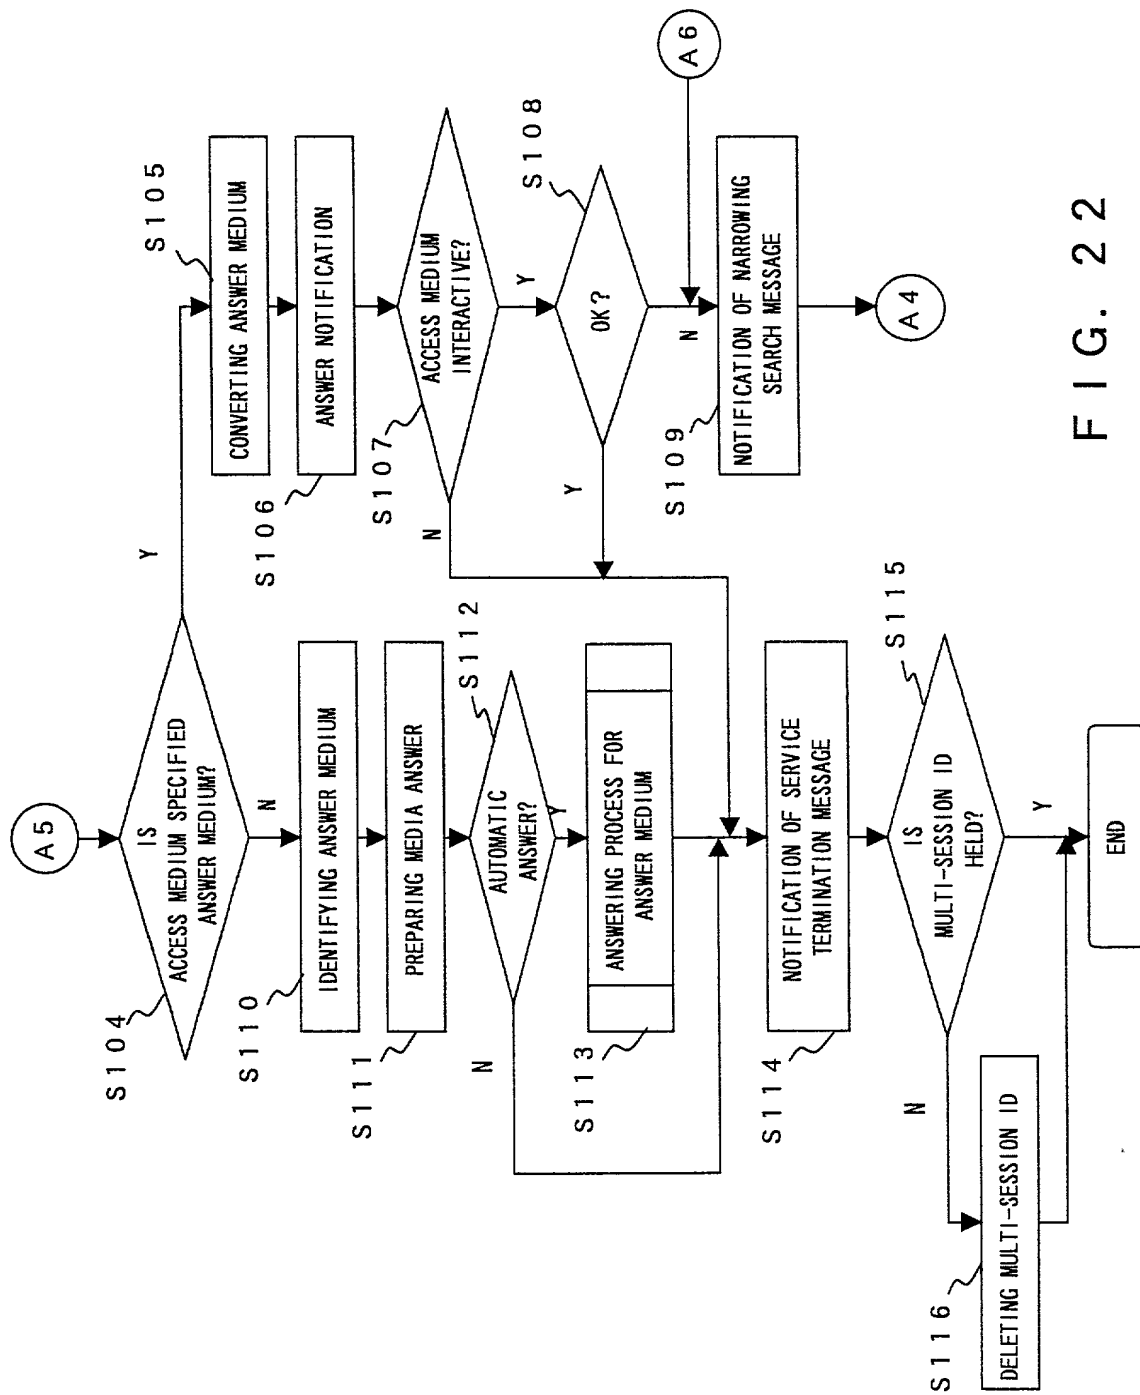 A5
IS
ACCESS MEDIUM SPECIFIED
ANSWER MEDIUM?
S104
Y
N
CONVERTING ANSWER MEDIUM
S105
ANSWER NOTIFICATION
S106
ACCESS MEDIUM
INTERACTIVE?
S107
N
Y
OK?
S108
Y
N
A6
NOTIFICATION OF NARROWING
SEARCH MESSAGE
S109
A4
IDENTIFYING ANSWER MEDIUM
S110
PREPARING MEDIA ANSWER
S111
AUTOMATIC
ANSWER?
S112
N
Y
ANSWERING PROCESS FOR
ANSWER MEDIUM
S113
NOTIFICATION OF SERVICE
TERMINATION MESSAGE
S114
IS
MULTI-SESSION ID
HELD?
S115
N
Y
DELETING MULTI-SESSION ID
S116
END
FIG. 22